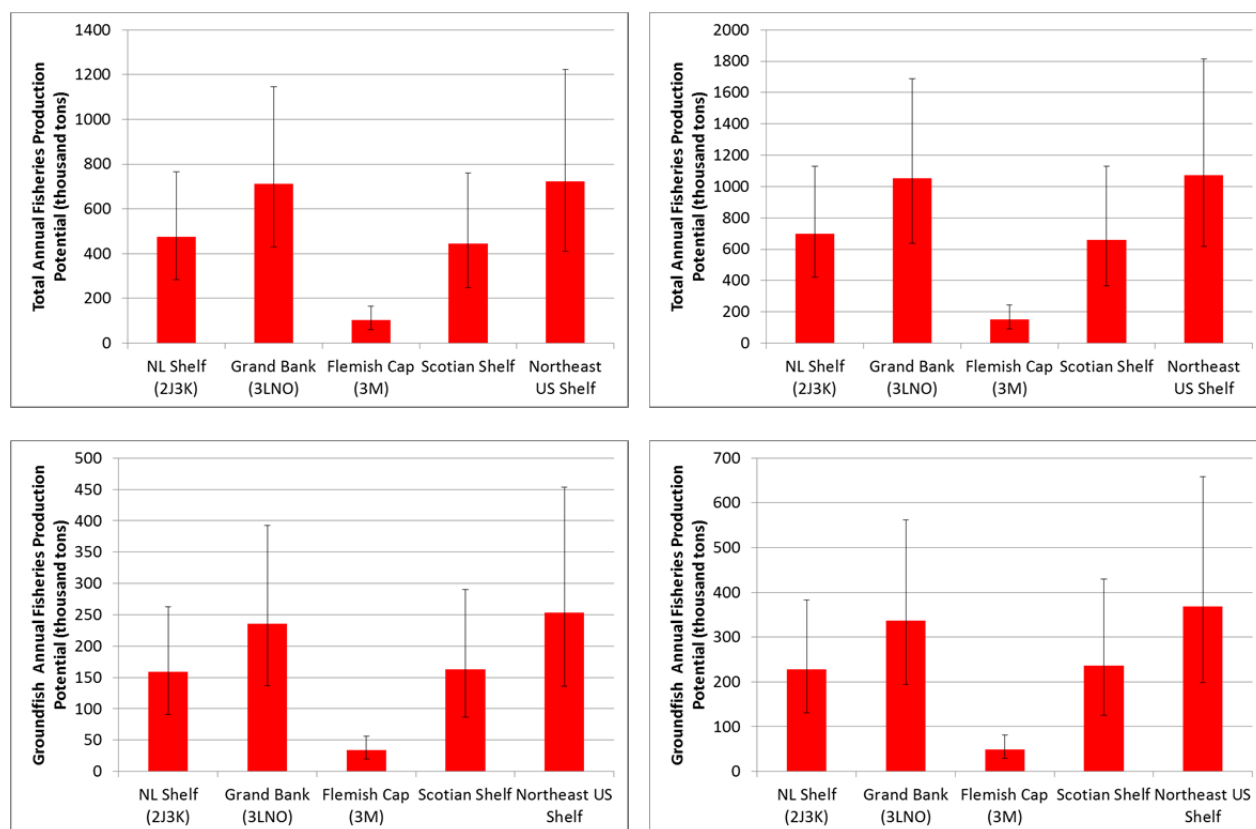 Total Annual Fisheries Production
Potential (thousand tons)
1400
1200
1000
800
600
400
200
0
NL Shelf
(2J3K)
Grand Bank
(3LNO)
Flemish Cap
(3M)
Scotian Shelf
Northeast
US Shelf
Total Annual Fisheries Production
Potential (thousand tons)
2000
1800
1600
1400
1200
1000
800
600
400
200
0
NL Shelf
(2J3K)
Grand Bank
(3LNO)
Flemish Cap
(3M)
Scotian Shelf
Northeast
US Shelf
Groundfish Annual Fisheries Production
Potential (thousand tons)
500
450
400
350
300
250
200
150
100
50
0
NL Shelf
(2J3K)
Grand Bank
(3LNO)
Flemish Cap
(3M)
Scotian Shelf
Northeast US
Shelf
Groundfish Annual Fisheries Production
Potential (thousand tons)
700
600
500
400
300
200
100
0
NL Shelf
(2J3K)
Grand Bank
(3LNO)
Flemish Cap
(3M)
Scotian Shelf
Northeast US
Shelf